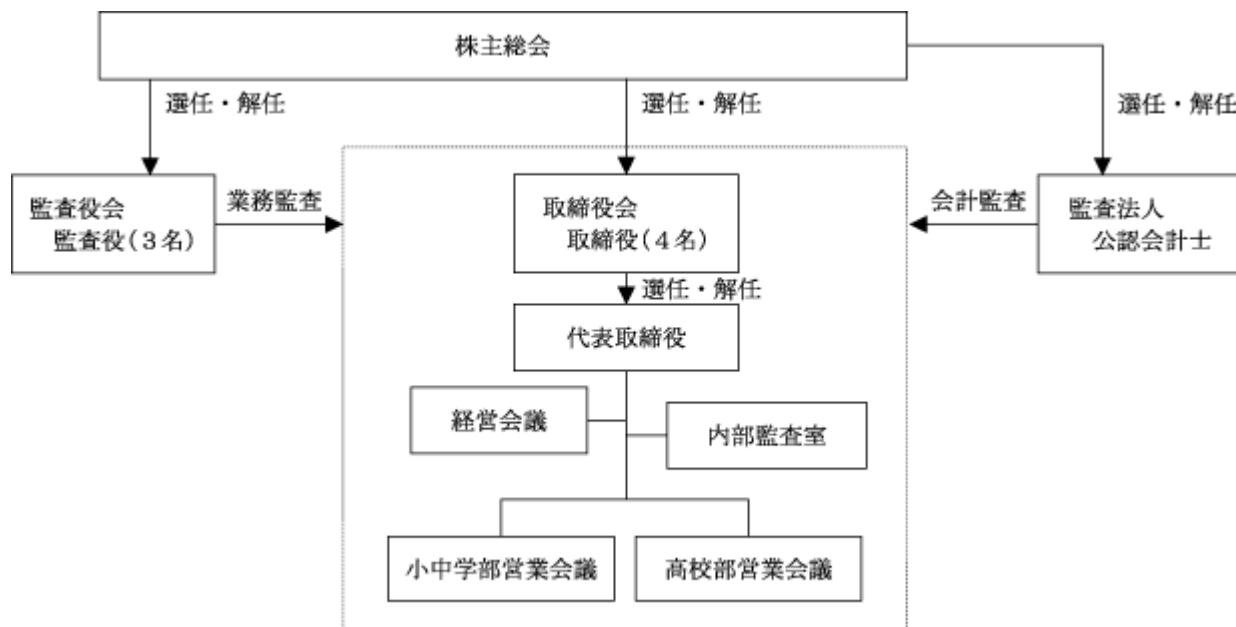 株主総会
選任・解任
選任・解任
選任・解任
監査役会
監査役(3名)
業務監査
取締役会
取締役(4名)
会計監査
監査法人
公認会計士
選任・解任
代表取締役
経営会議
内部監査室
小中学部営業会議
高校部営業会議